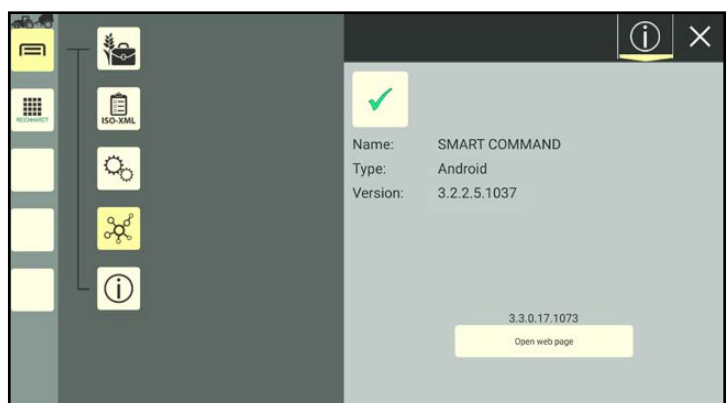 REICHHARDT
ISO-XML
Name: SMART COMMAND
Type: Android
Version: 3.2.2.5.1037
3.3.0.17.1073
Open web page